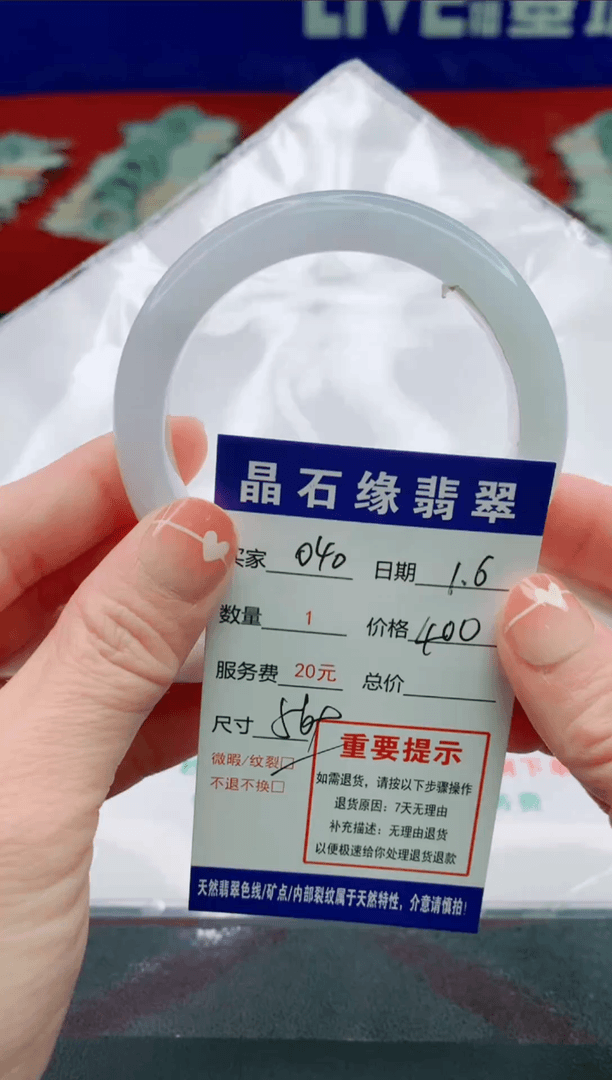 晶石缘翡翠
买家 040 日期 1.6
数量 1 价格 400
服务费 20元 总价
尺寸
微暇/纹裂□
不退不换□
重要提示
如需退货，请按以下步骤操作
退货原因：7天无理由
补充描述：无理由退货
以便极速给你处理退货退款
天然翡翠色线/矿点/内部裂纹属于天然特性，介意请慎拍！